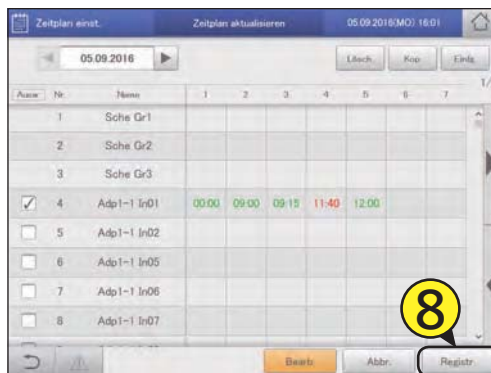 Zeitplan einst. Zeitplan aktualisieren 05.09.2016(MO) 16:01
05.09.2016 Lösch. Kop. Einfg.
1/
Ausw. Nr. Name 1 2 3 4 5 6 7
1 Sche Gr1
2 Sche Gr2
3 Sche Gr3
4 Adp1-1 In01 00:00 09:00 09:15 11:40 12:00
5 Adp1-1 In02
6 Adp1-1 In05
7 Adp1-1 In06
8 Adp1-1 In07
8
Bearb. Abbr. Registr.